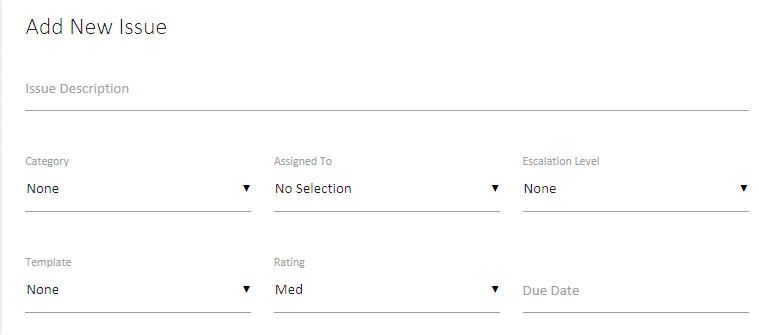 Add New Issue
Issue Description
Category Assigned To Escalation Level
None No Selection None
Template Rating
None Med Due Date